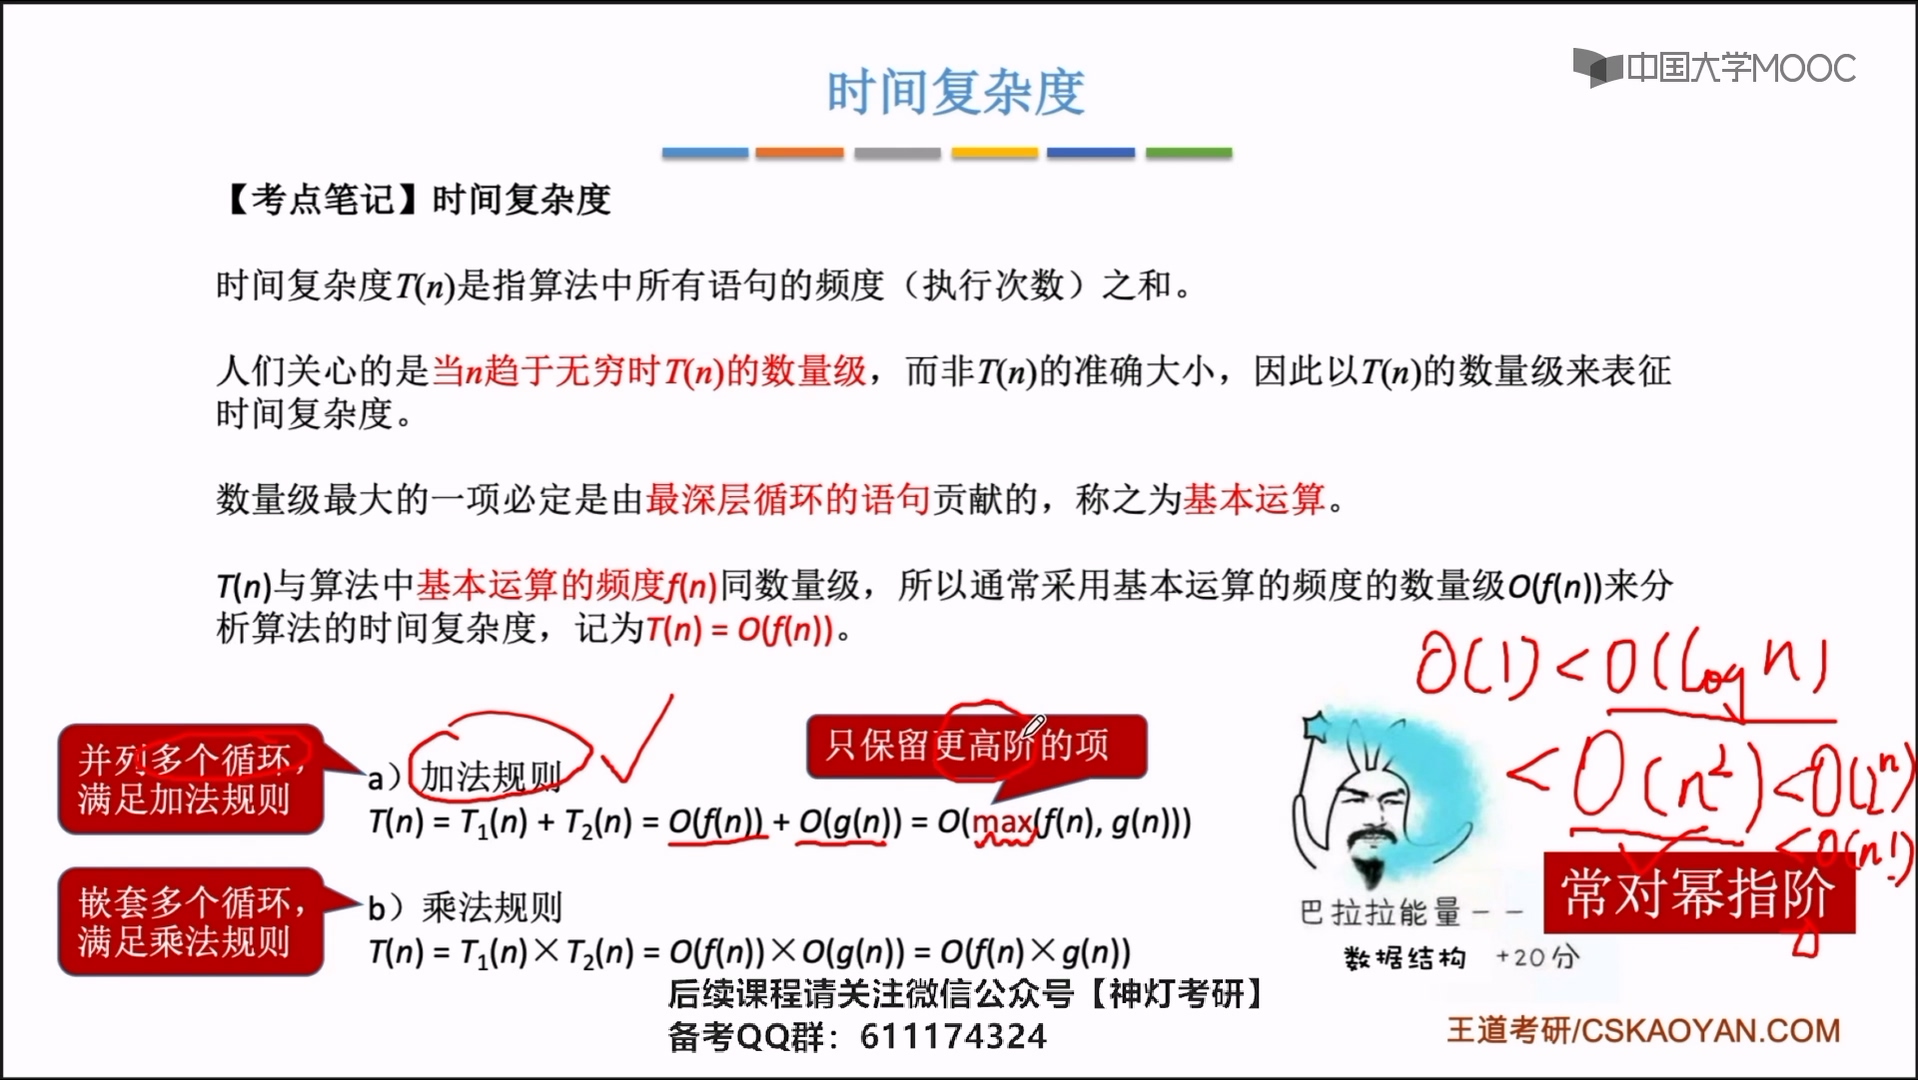 中国大学MOOC
时间复杂度
【考点笔记】时间复杂度
时间复杂度T(n)是指算法中所有语句的频度（执行次数）之和。
人们关心的是当n趋于无穷时T(n)的数量级，而非T(n)的准确大小，因此以T(n)的数量级来表征
时间复杂度。
数量级最大的一项必定是由最深层循环的语句贡献的，称之为基本运算。
T(n)与算法中基本运算的频度f(n)同数量级，所以通常采用基本运算的频度的数量级O(f(n))来分
析算法的时间复杂度，记为T(n) = O(f(n))。
O(1)<O(log n)
<O(n²)<O(2ⁿ)
<O(n!)
并列多个循环，
满足加法规则
a）加法规则
只保留更高阶的项
T(n) = T₁(n) + T₂(n) = O(f(n)) + O(g(n)) = O(max(f(n), g(n)))
嵌套多个循环，
满足乘法规则
b）乘法规则
T(n) = T₁(n)×T₂(n) = O(f(n))×O(g(n)) = O(f(n)×g(n))
常对幂指阶
巴拉拉能量－－
数据结构 +20分
后续课程请关注微信公众号【神灯考研】
备考QQ群：611174324
王道考研/CSKAOYAN.COM